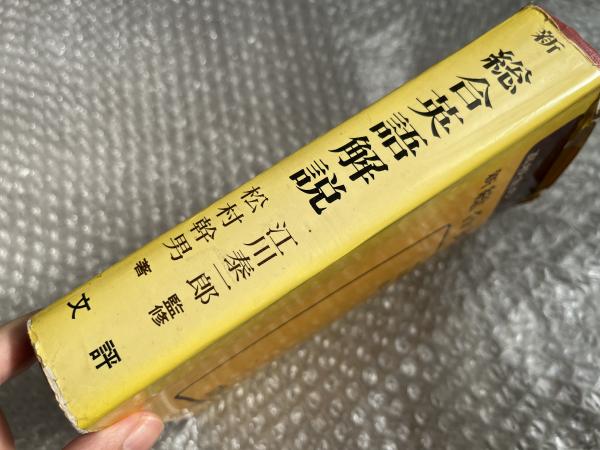 新
総合英語解説
江川泰一郎 監修
松村幹男 著
文評